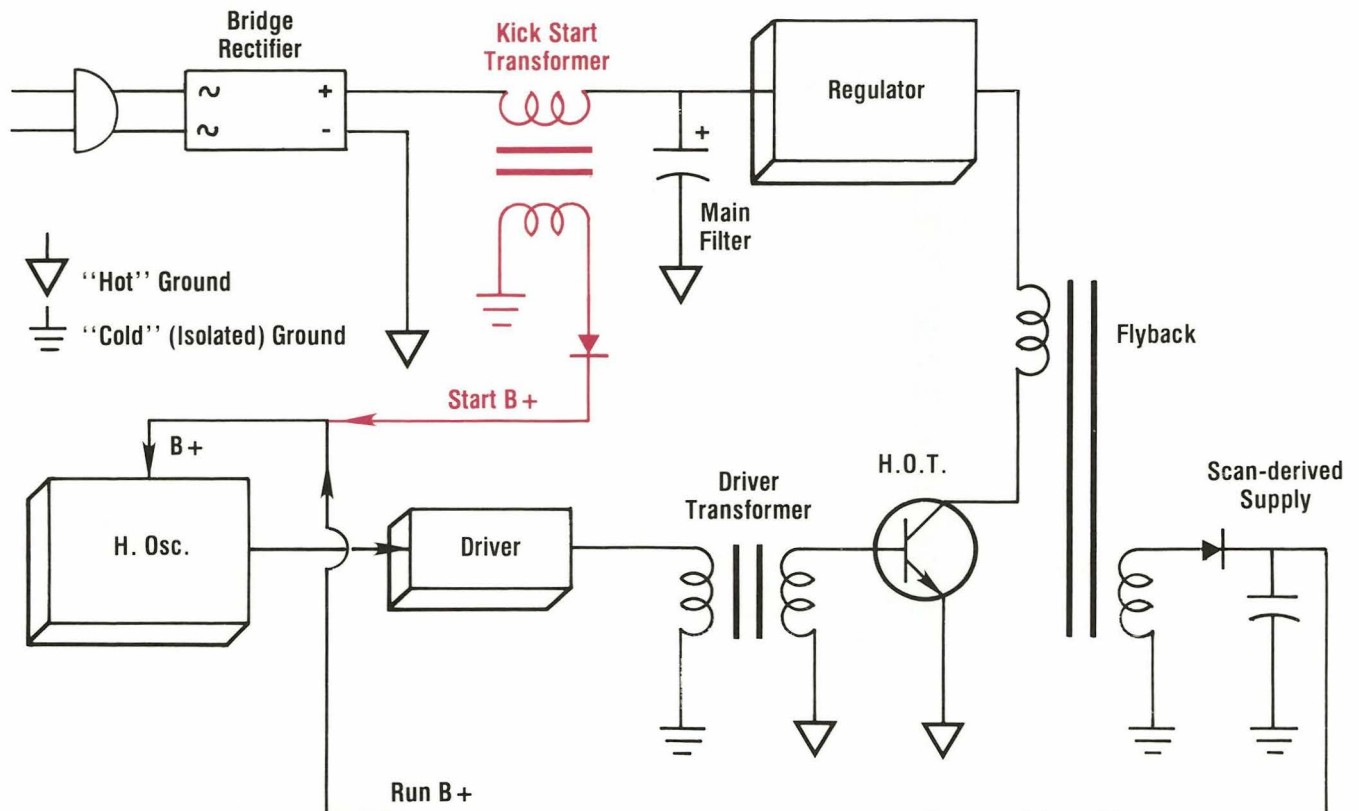 Bridge
Rectifier
Kick Start
Transformer
Regulator
~ +
~ -
+
Main
Filter
"Hot" Ground
"Cold" (Isolated) Ground
Flyback
Start B+
B+
H.O.T.
Scan-derived
Supply
Driver
Transformer
H. Osc.
Driver
Run B+